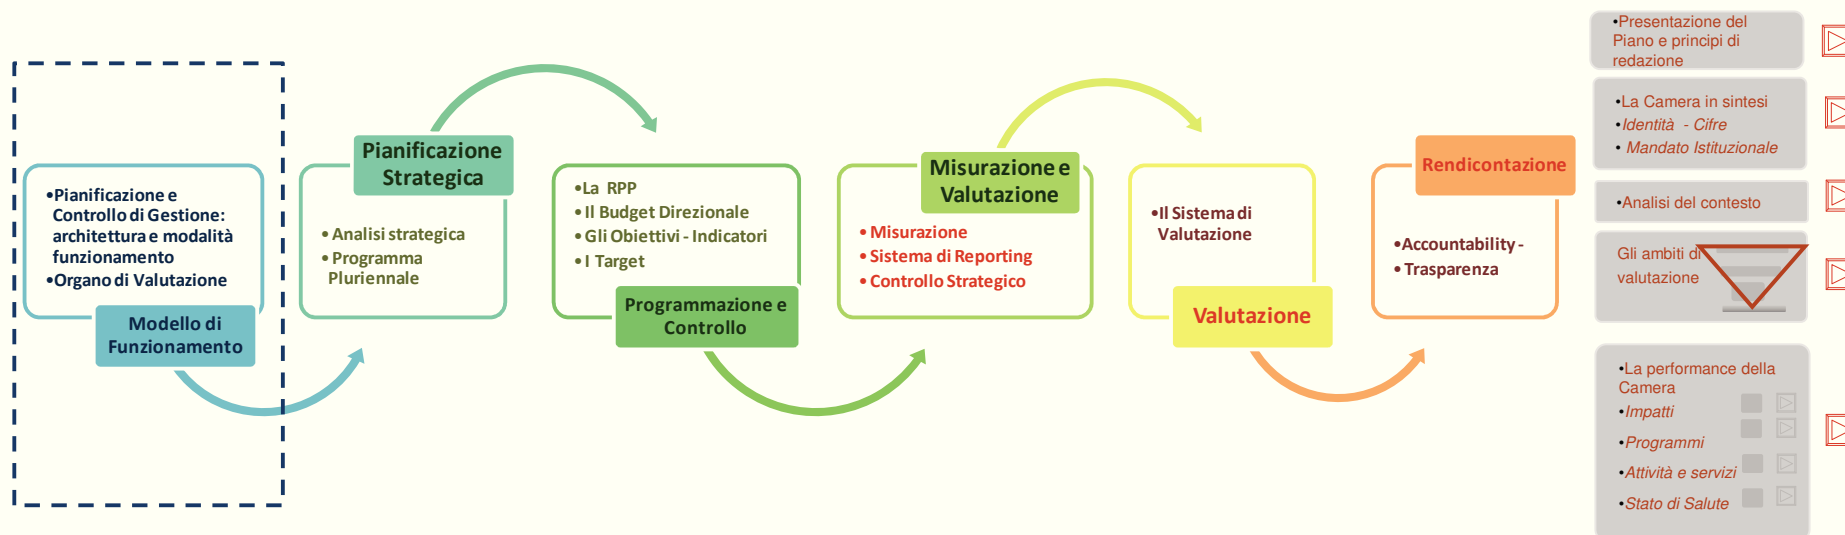 •Pianificazione e
Controllo di Gestione:
architettura e modalità
funzionamento
•Organo di Valutazione
Modello di
Funzionamento
Pianificazione
Strategica
• Analisi strategica
• Programma
Pluriennale
•La RPP
•Il Budget Direzionale
•Gli Obiettivi - Indicatori
•I Target
Programmazione e
Controllo
Misurazione e
Valutazione
• Misurazione
• Sistema di Reporting
• Controllo Strategico
•Il Sistema di
Valutazione
Valutazione
Rendicontazione
•Accountability -
• Trasparenza
•Presentazione del
Piano e principi di
redazione
•La Camera in sintesi
•Identità - Cifre
• Mandato Istituzionale
•Analisi del contesto
Gli ambiti di
valutazione
•La performance della
Camera
•Impatti
•Programmi
•Attività e servizi
•Stato di Salute